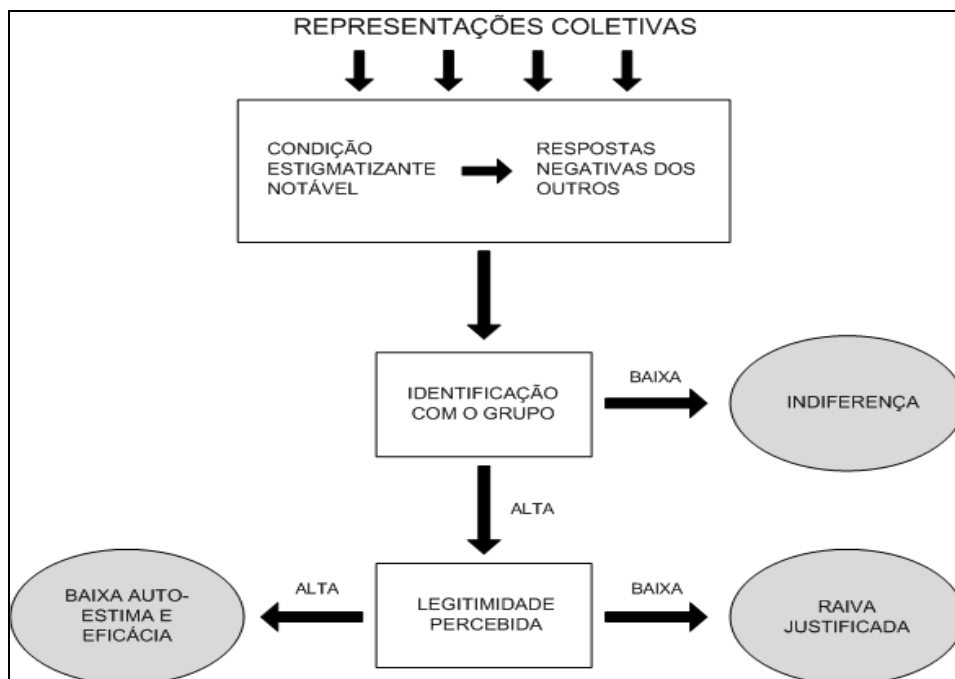 REPRESENTAÇÕES COLETIVAS
CONDIÇÃO
ESTIGMATIZANTE
NOTÁVEL
RESPOSTAS
NEGATIVAS DOS
OUTROS
IDENTIFICAÇÃO
COM O GRUPO
BAIXA
INDIFERENÇA
ALTA
BAIXA AUTO-
ESTIMA E
EFICÁCIA
ALTA
LEGITIMIDADE
PERCEBIDA
BAIXA
RAIVA
JUSTIFICADA